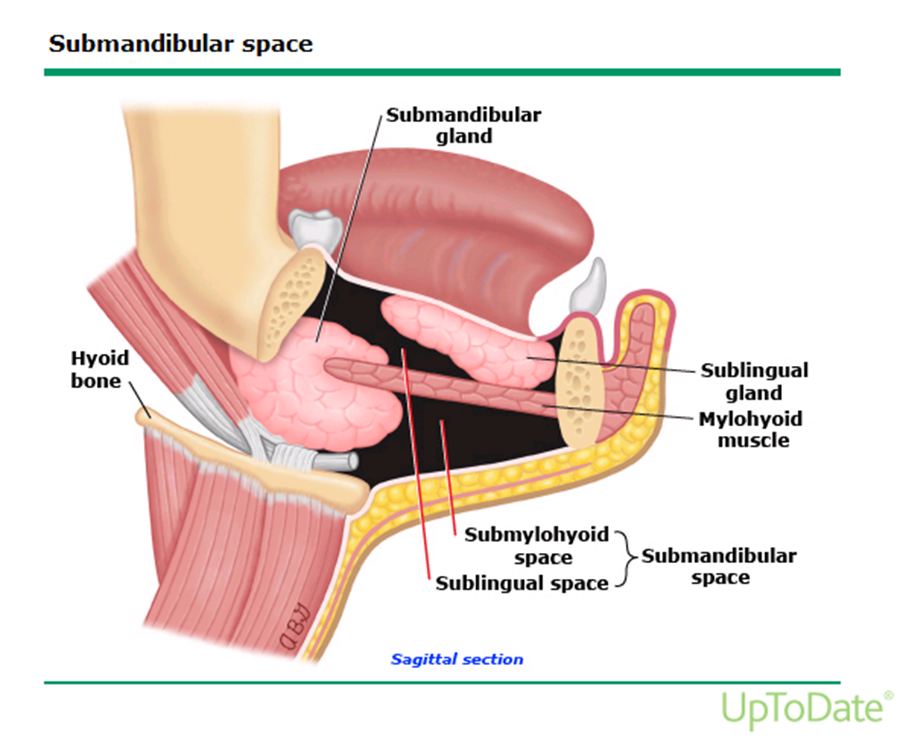 Submandibular space
Submandibular
gland
Hyoid
bone
Sublingual
gland
Mylohyoid
muscle
Submylohyoid
space
Sublingual space
Submandibular
space
ABJ
Sagittal section
UpToDate®